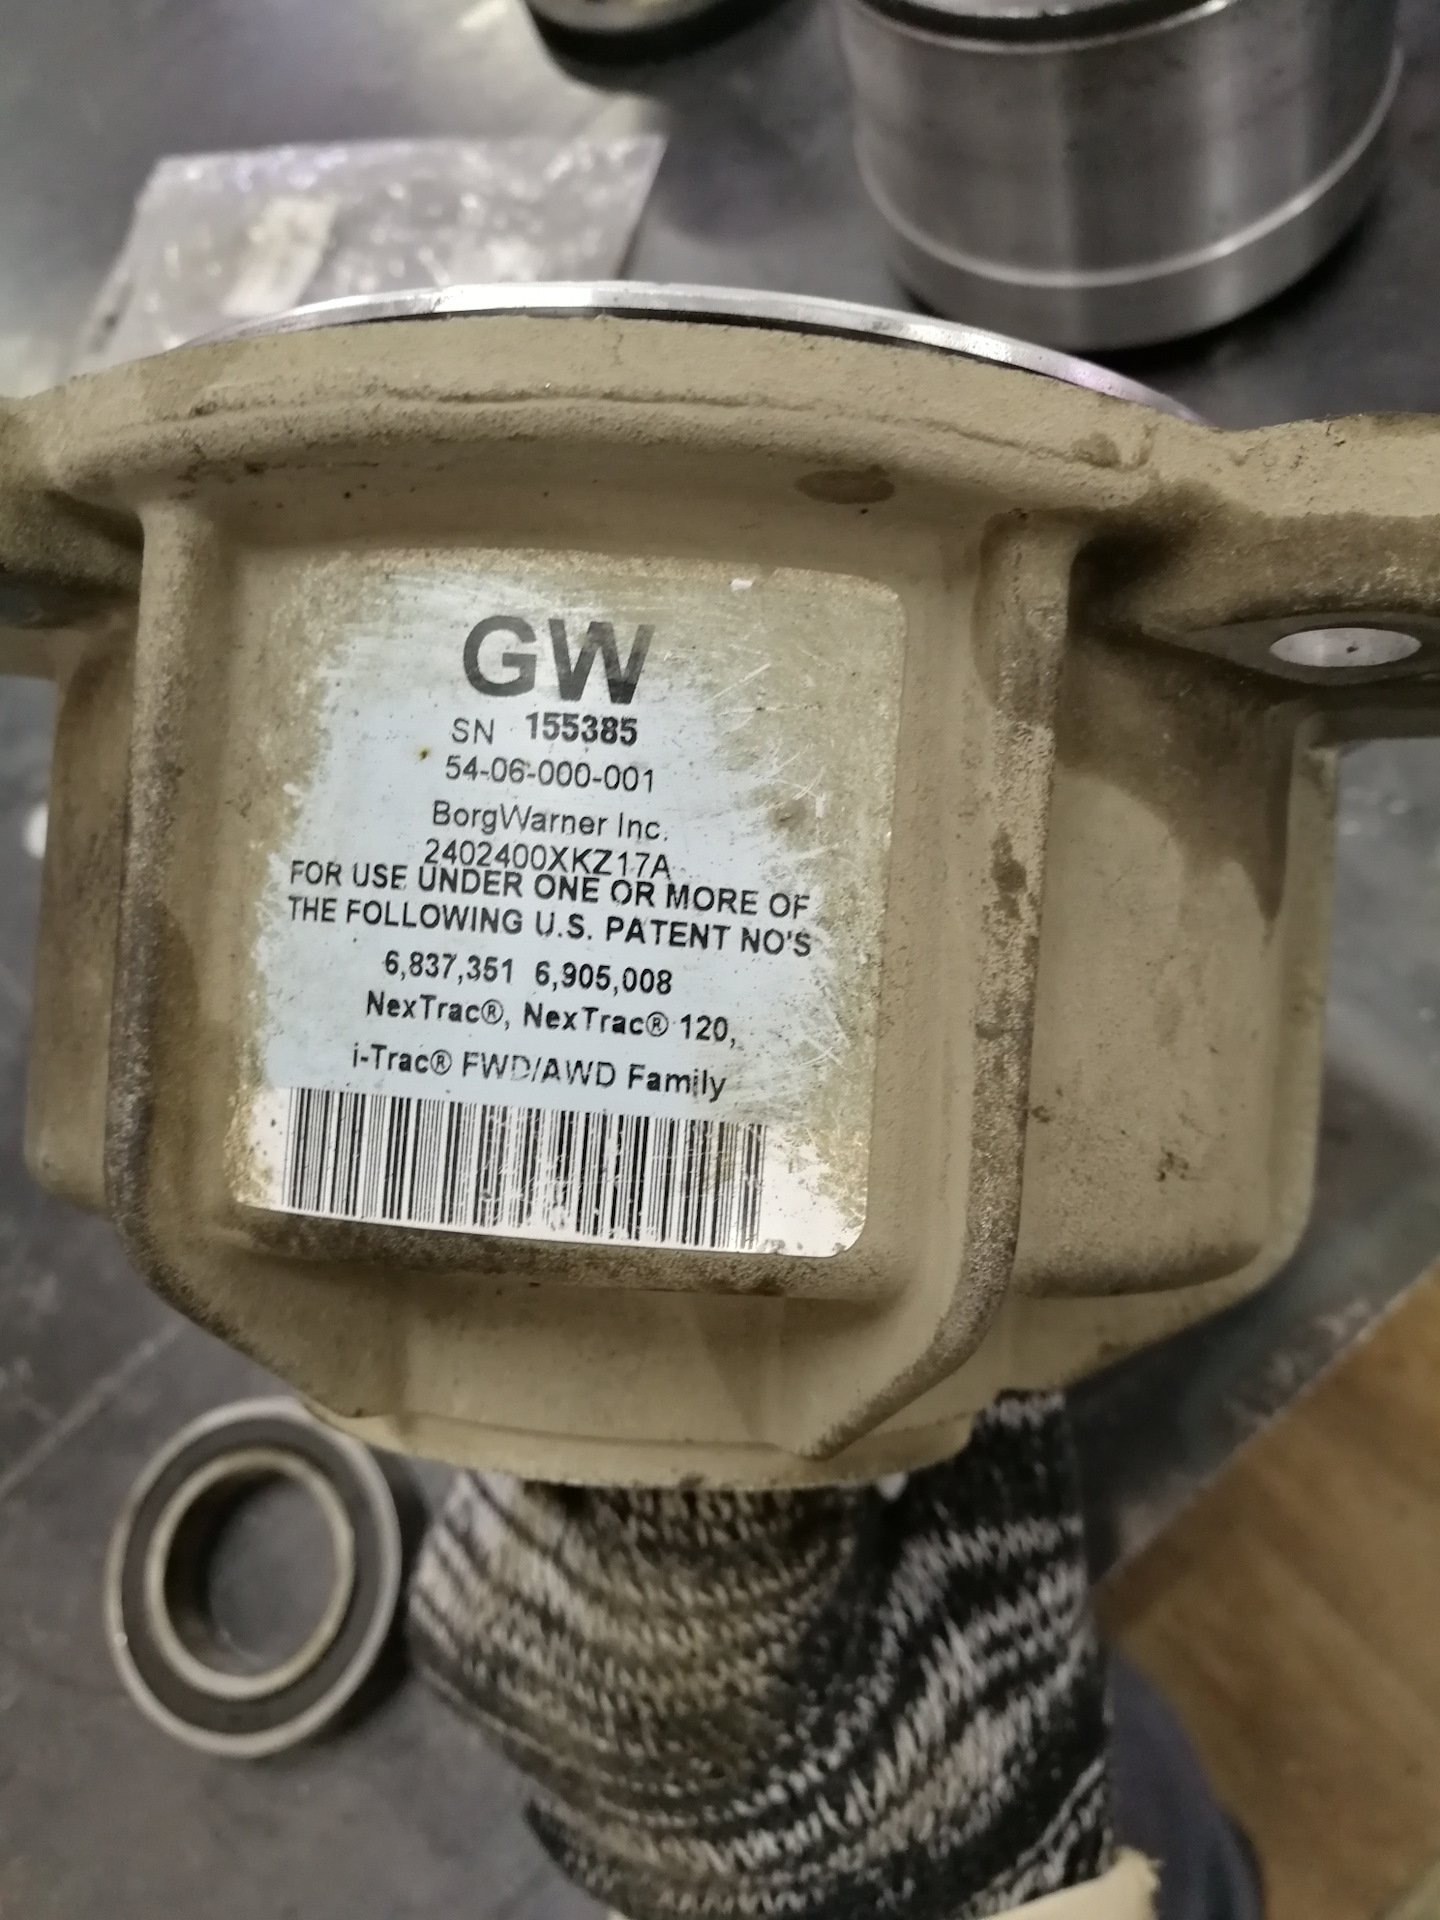 GW
SN 155385
54-06-000-001
BorgWarner Inc.
2402400XKZ17A
FOR USE UNDER ONE OR MORE OF
THE FOLLOWING U.S. PATENT NO'S
6,837,351 6,905,008
NexTrac®, NexTrac® 120,
i-Trac® FWD/AWD Family